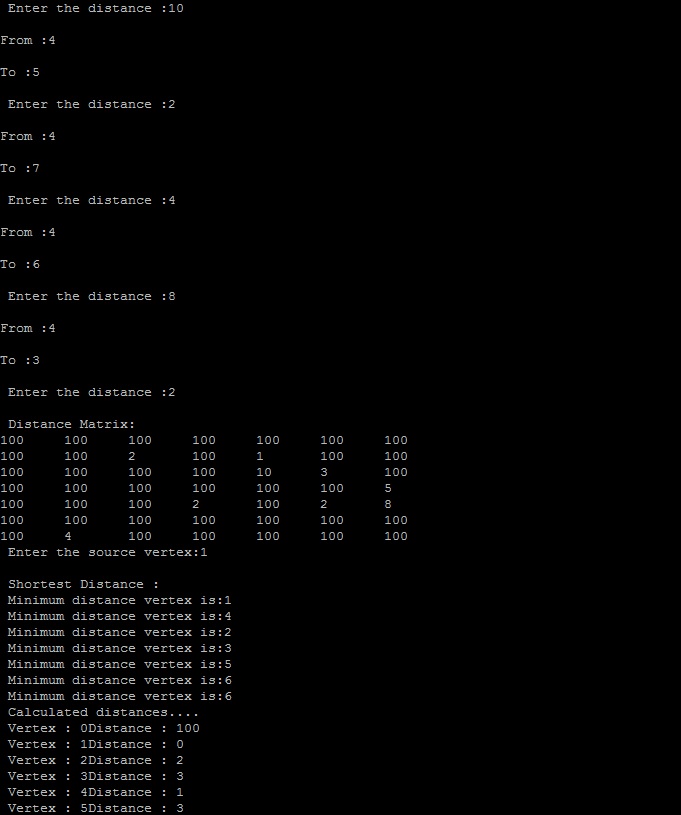 Enter the distance :10
From :4
To :5
Enter the distance :2
From :4
To :7
Enter the distance :4
From :4
To :6
Enter the distance :8
From :4
To :3
Enter the distance :2
Distance Matrix:
100 100 100 100 100 100 100
100 100 2 100 1 100 100
100 100 100 100 10 3 100
100 100 100 100 100 100 5
100 100 100 2 100 2 8
100 100 100 100 100 100 100
100 4 100 100 100 100 100
Enter the source vertex:1
Shortest Distance :
Minimum distance vertex is:1
Minimum distance vertex is:4
Minimum distance vertex is:2
Minimum distance vertex is:3
Minimum distance vertex is:5
Minimum distance vertex is:6
Minimum distance vertex is:6
Calculated distances....
Vertex : 0Distance : 100
Vertex : 1Distance : 0
Vertex : 2Distance : 2
Vertex : 3Distance : 3
Vertex : 4Distance : 1
Vertex : 5Distance : 3